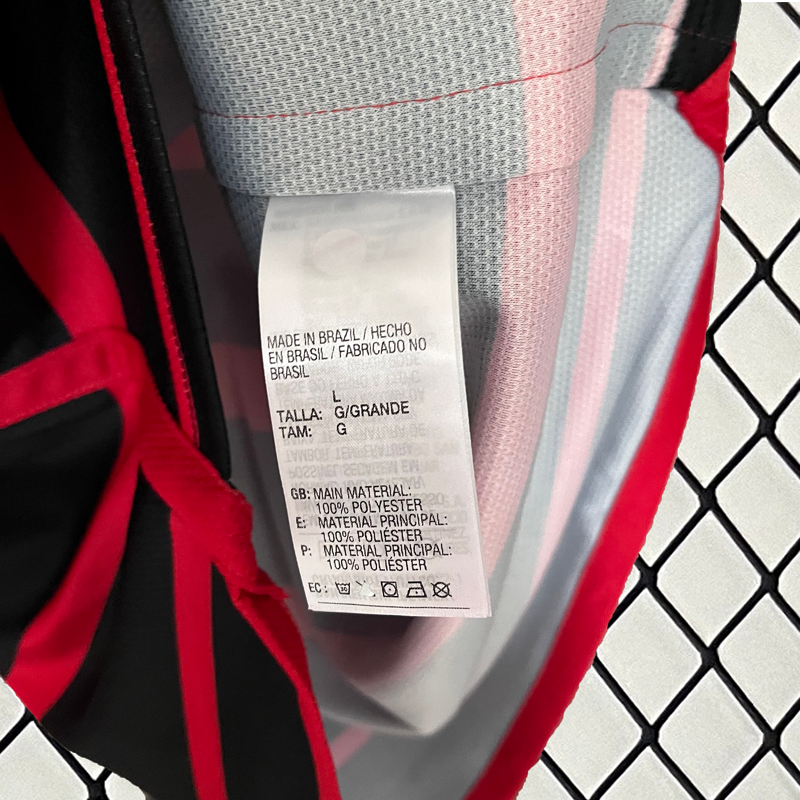 MADE IN BRAZIL / HECHO
EN BRASIL / FABRICADO NO
BRASIL
L
TALLA: G/GRANDE
TAM: G
GB: MAIN MATERIAL:
100% POLYESTER
E: MATERIAL PRINCIPAL:
100% POLIÉSTER
P: MATERIAL PRINCIPAL:
100% POLIÉSTER
EC: 30